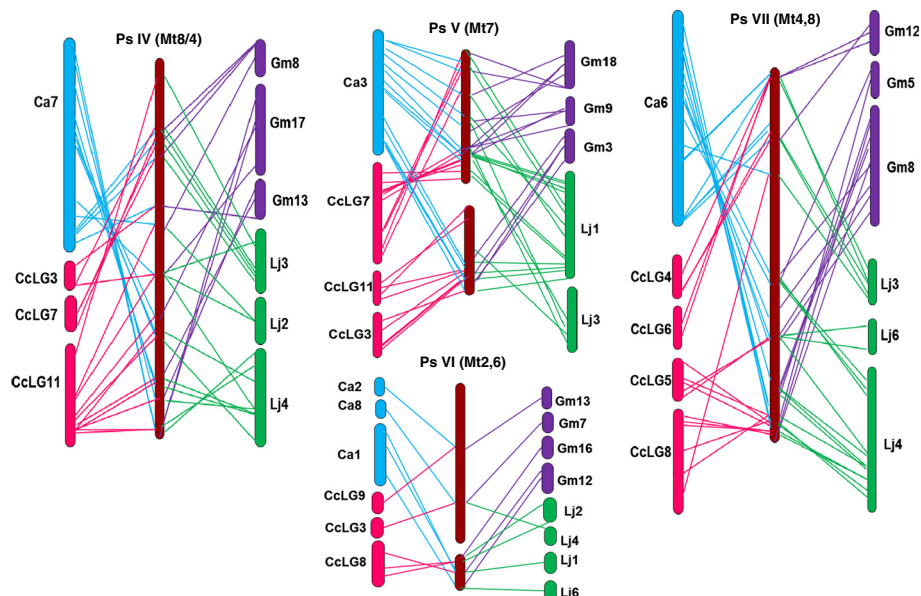 Ps IV (Mt8/4)
Ca7
CcLG3
CcLG7
CcLG11
Gm8
Gm17
Gm13
Lj3
Lj2
Lj4
Ps V (Mt7)
Ca3
CcLG7
CcLG11
CcLG3
Gm18
Gm9
Gm3
Lj1
Lj3
Ps VI (Mt2,6)
Ca2
Ca8
Ca1
CcLG9
CcLG3
CcLG8
Gm13
Gm7
Gm16
Gm12
Lj2
Lj4
Lj1
Lj6
Ps VII (Mt4,8)
Ca6
CcLG4
CcLG6
CcLG5
CcLG8
Gm12
Gm5
Gm8
Lj3
Lj6
Lj4